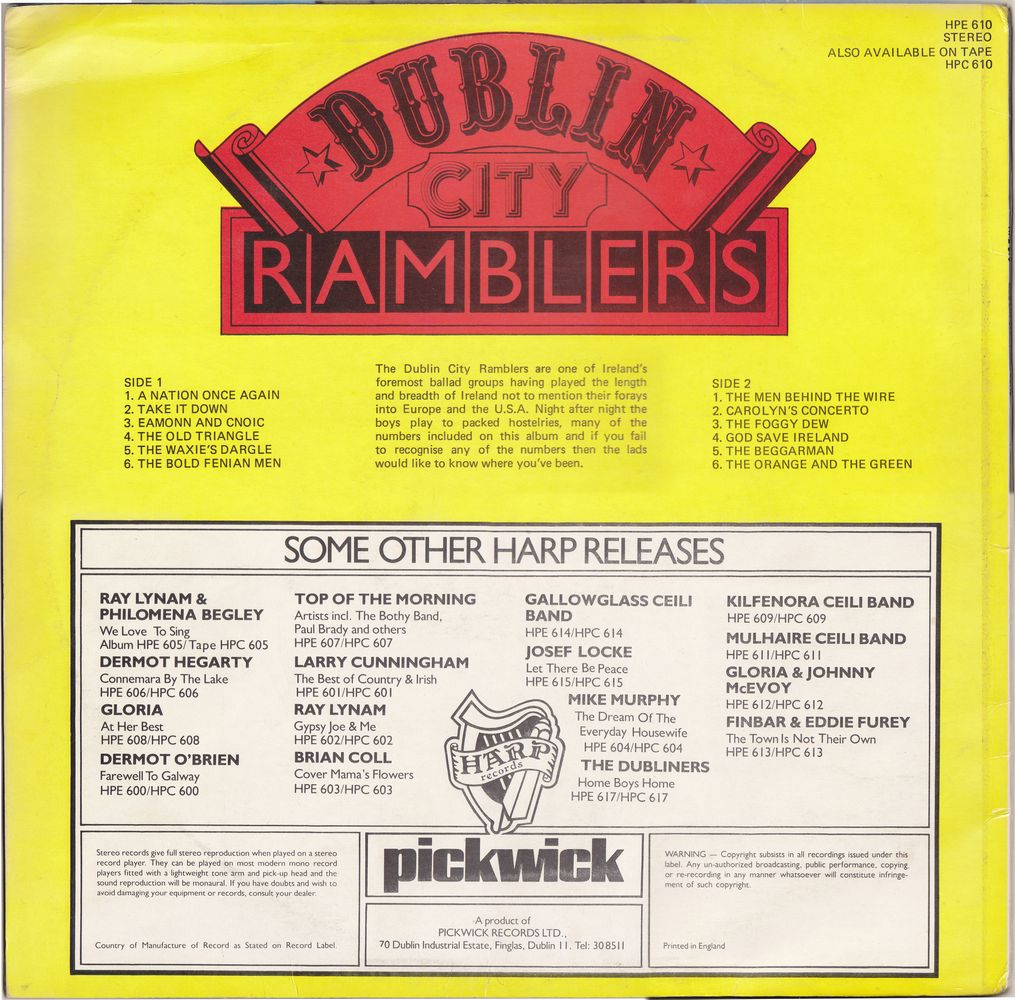 HPE 610
STEREO
ALSO AVAILABLE ON TAPE
HPC 610
DUBLIN
CITY
RAMBLERS
SIDE 1
1. A NATION ONCE AGAIN
2. TAKE IT DOWN
3. EAMONN AND CNOIC
4. THE OLD TRIANGLE
5. THE WAXIE'S DARGLE
6. THE BOLD FENIAN MEN
The Dublin City Ramblers are one of Ireland's
foremost ballad groups having played the length
and breadth of Ireland not to mention their forays
into Europe and the U.S.A. Night after night the
boys play to packed hostelries, many of the
numbers included on this album and if you fail
to recognise any of the numbers then the lads
would like to know where you've been.
SIDE 2
1. THE MEN BEHIND THE WIRE
2. CAROLYN'S CONCERTO
3. THE FOGGY DEW
4. GOD SAVE IRELAND
5. THE BEGGARMAN
6. THE ORANGE AND THE GREEN
SOME OTHER HARP RELEASES
RAY LYNAM &
PHILOMENA BEGLEY
We Love To Sing
Album HPE 605/Tape HPC 605
DERMOT HEGARTY
Connemara By The Lake
HPE 606/HPC 606
GLORIA
At Her Best
HPE 608/HPC 608
DERMOT O'BRIEN
Farewell To Galway
HPE 600/HPC 600
TOP OF THE MORNING
Artists incl. The Bothy Band,
Paul Brady and others
HPE 607/HPC 607
LARRY CUNNINGHAM
The Best of Country & Irish
HPE 601/HPC 601
RAY LYNAM
Gypsy Joe & Me
HPE 602/HPC 602
BRIAN COLL
Cover Mama's Flowers
HPE 603/HPC 603
GALLOWGLASS CEILI
BAND
HPE 614/HPC 614
JOSEF LOCKE
Let There Be Peace
HPE 615/HPC 615
MIKE MURPHY
The Dream Of The
Everyday Housewife
HPE 604/HPC 604
THE DUBLINERS
Home Boys Home
HPE 617/HPC 617
KILFENORA CEILI BAND
HPE 609/HPC 609
MULHAIRE CEILI BAND
HPE 611/HPC 611
GLORIA & JOHNNY
McEVOY
HPE 612/HPC 612
FINBAR & EDDIE FUREY
The Town Is Not Their Own
HPE 613/HPC 613
HARP
records
Stereo records give full stereo reproduction when played on a stereo
record player. They can be played on most modern mono record
players fitted with a lightweight tone arm and pick-up head and the
sound reproduction will be monaural. If you have doubts and wish to
avoid damaging your equipment or records, consult your dealer.
Country of Manufacture of Record as Stated on Record Label.
pickwick
A product of
PICKWICK RECORDS LTD.,
70 Dublin Industrial Estate, Finglas, Dublin 11. Tel: 308511
WARNING — Copyright subsists in all recordings issued under this
label. Any un-authorized broadcasting, public performance, copying
or re-recording in any manner whatsoever will constitute infringe-
ment of such copyright.
Printed in England